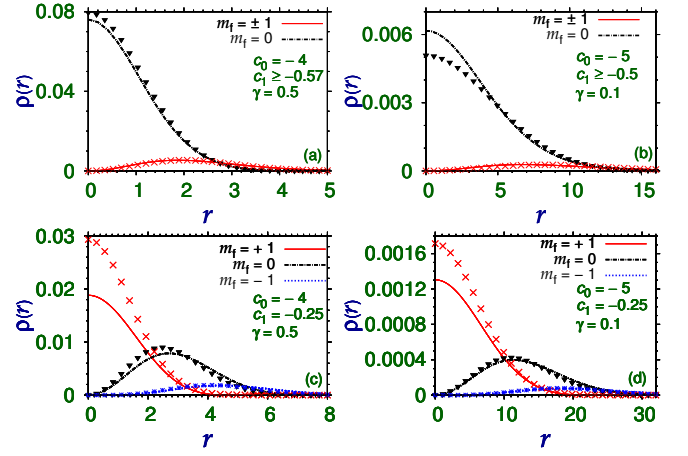 0.08
0.04
0
ρ(r)
m_f = ± 1
m_f = 0
c_0 = − 4
c_1 ≥ −0.57
γ = 0.5
(a)
0 1 2 3 4 5
r
0.006
0.003
0
ρ(r)
m_f = ± 1
m_f = 0
c_0 = − 5
c_1 ≥ −0.5
γ = 0.1
(b)
0 5 10 15
r
0.03
0.02
0.01
0
ρ(r)
m_f = + 1
m_f = 0
m_f = − 1
c_0 = − 4
c_1 = −0.25
γ = 0.5
(c)
0 2 4 6 8
r
0.0016
0.0012
0.0008
0.0004
0
ρ(r)
m_f = + 1
m_f = 0
m_f = − 1
c_0 = − 5
c_1 = −0.25
γ = 0.1
(d)
0 10 20 30
r